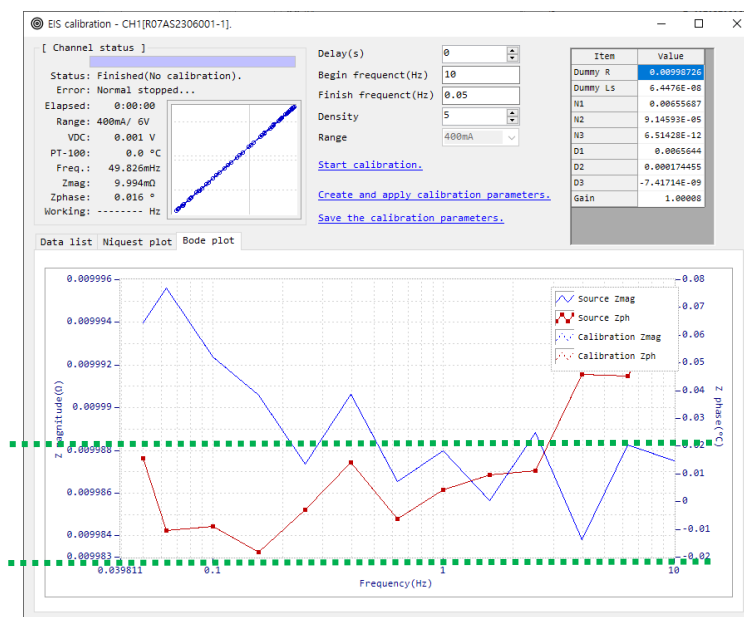 EIS calibration - CH1[R07AS2306001-1].
[ Channel status ]
Status: Finished(No calibration).
Error: Normal stopped...
Elapsed: 0:00:00
Range: 400mA/ 6V
VDC: 0.001 V
PT-100: 0.0 °C
Freq.: 49.826mHz
Zmag: 9.994mΩ
Zphase: 0.016 °
Working: -------- Hz
Delay(s) 0
Begin frequenct(Hz) 10
Finish frequenct(Hz) 0.05
Density 5
Range 400mA
Start calibration.
Create and apply calibration parameters.
Save the calibration parameters.
Item Value
Dummy R 0.00998726
Dummy Ls 6.4476E-08
N1 0.00655687
N2 9.14593E-05
N3 6.51428E-12
D1 0.0065644
D2 0.000174455
D3 -7.41714E-09
Gain 1.00008
Data list Niquest plot Bode plot
0.009996
0.009994
0.009992
0.00999
0.009988
0.009986
0.009984
0.009983
Z magnitude(Ω)
0.08
0.07
0.06
0.05
0.04
0.03
0.02
0.01
0
-0.01
-0.02
Z phase(°C)
Source Zmag
Source Zph
Calibration Zmag
Calibration Zph
0.039811 0.1 1 10
Frequency(Hz)